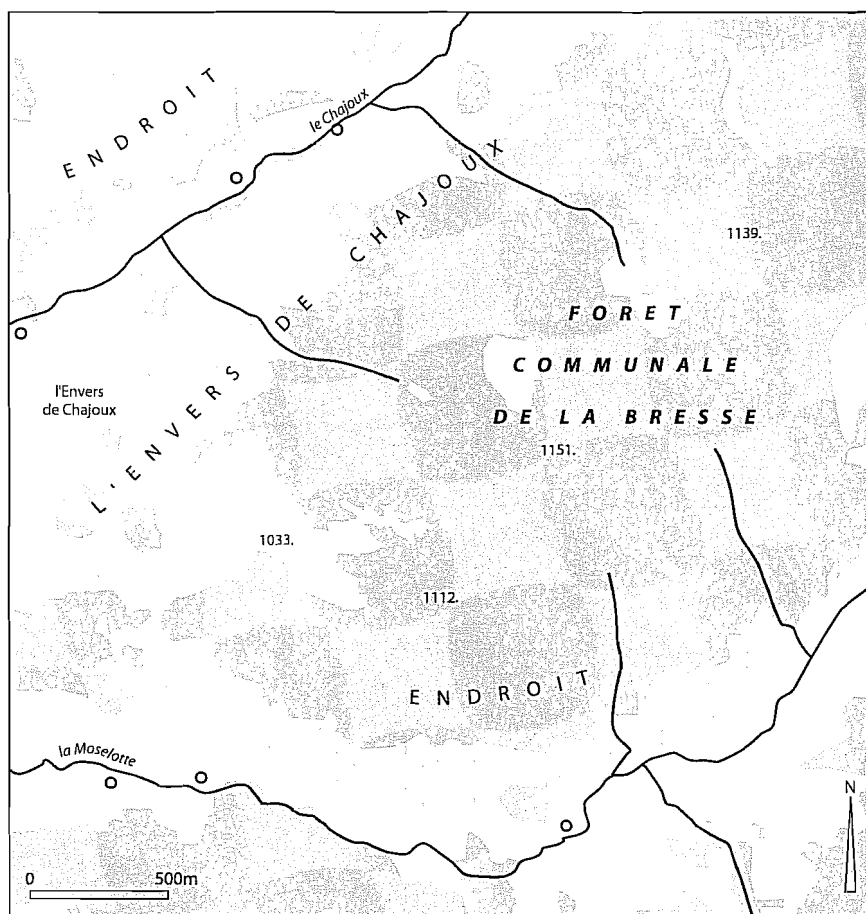 ENDROIT
le Chajoux
L'ENVERS DE CHAJOUX
1139.
FORET
COMMUNALE
DE LA BRESSE
l'Envers
de Chajoux
1151.
1033.
1112.
ENDROIT
la Moselotte
N
0 500m